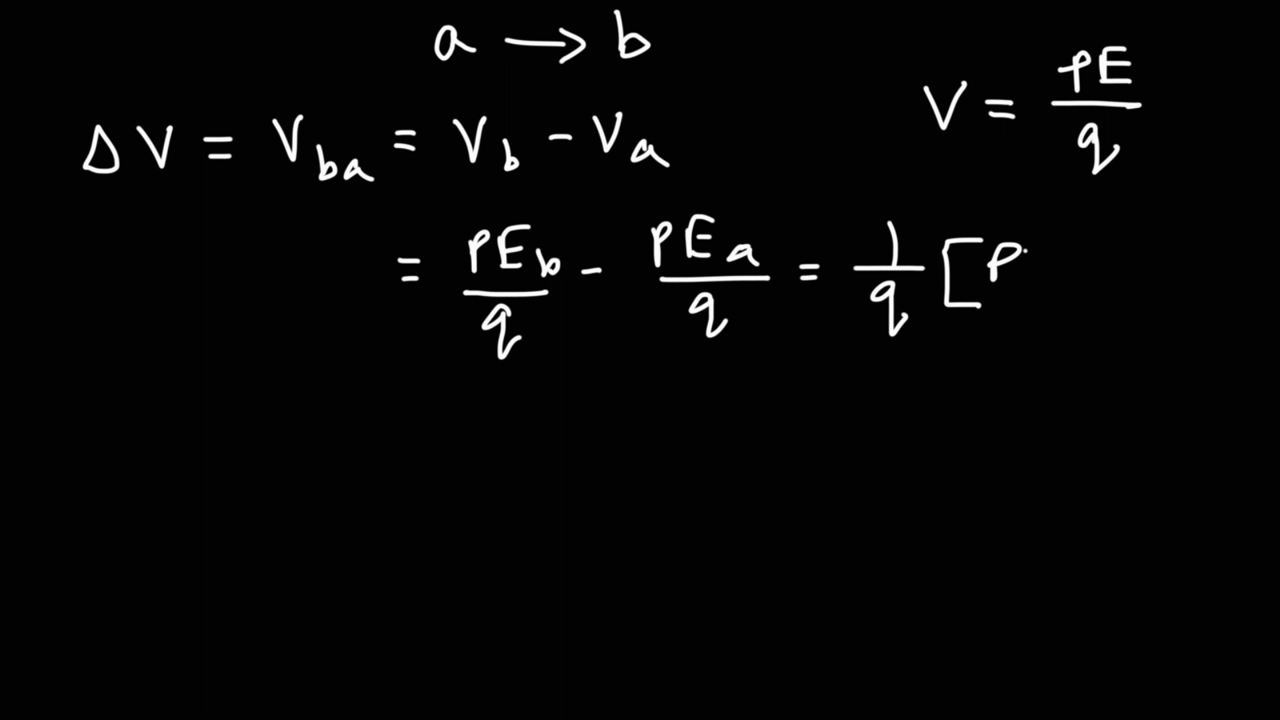 a → b
V = PE/q
ΔV = V_ba = V_b - V_a
= PE_b/q - PE_a/q = 1/q [P